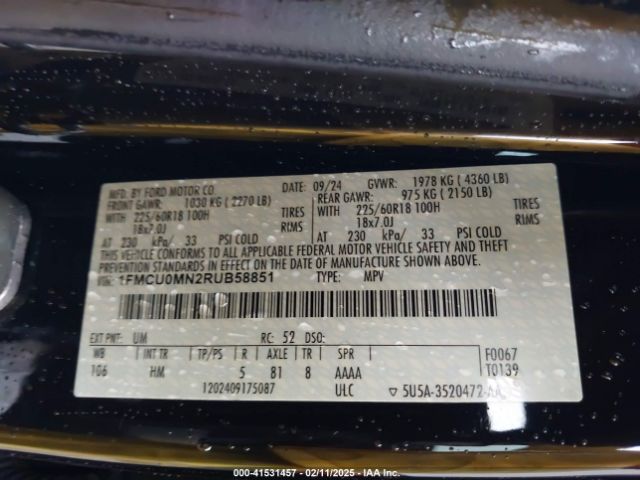 MFD. BY FORD MOTOR CO
DATE: 09/24 GVWR: 1978 KG ( 4360 LB)
FRONT GAWR: 1030 KG ( 2270 LB) REAR GAWR: 975 KG ( 2150 LB)
WITH 225/60R18 100H TIRES WITH 225/60R18 100H TIRES
18x7.0J RIMS 18x7.0J RIMS
AT 230 kPa/ 33 PSI COLD AT 230 kPa/ 33 PSI COLD
THIS VEHICLE CONFORMS TO ALL APPLICABLE FEDERAL MOTOR VEHICLE SAFETY AND THEFT
PREVENTION STANDARDS IN EFFECT ON THE DATE OF MANUFACTURE SHOWN ABOVE.
VIN: 1FMCU0MN2RUB58851 TYPE: MPV
EXT PNT: UM RC: 52 DSO:
WB INT TR TP/PS R AXLE TR SPR F0067
106 HM 5 81 8 AAAA T0139
1202409175087 ULC 5U5A-3520472-AA
000-41531457 - 02/11/2025 - IAA Inc.